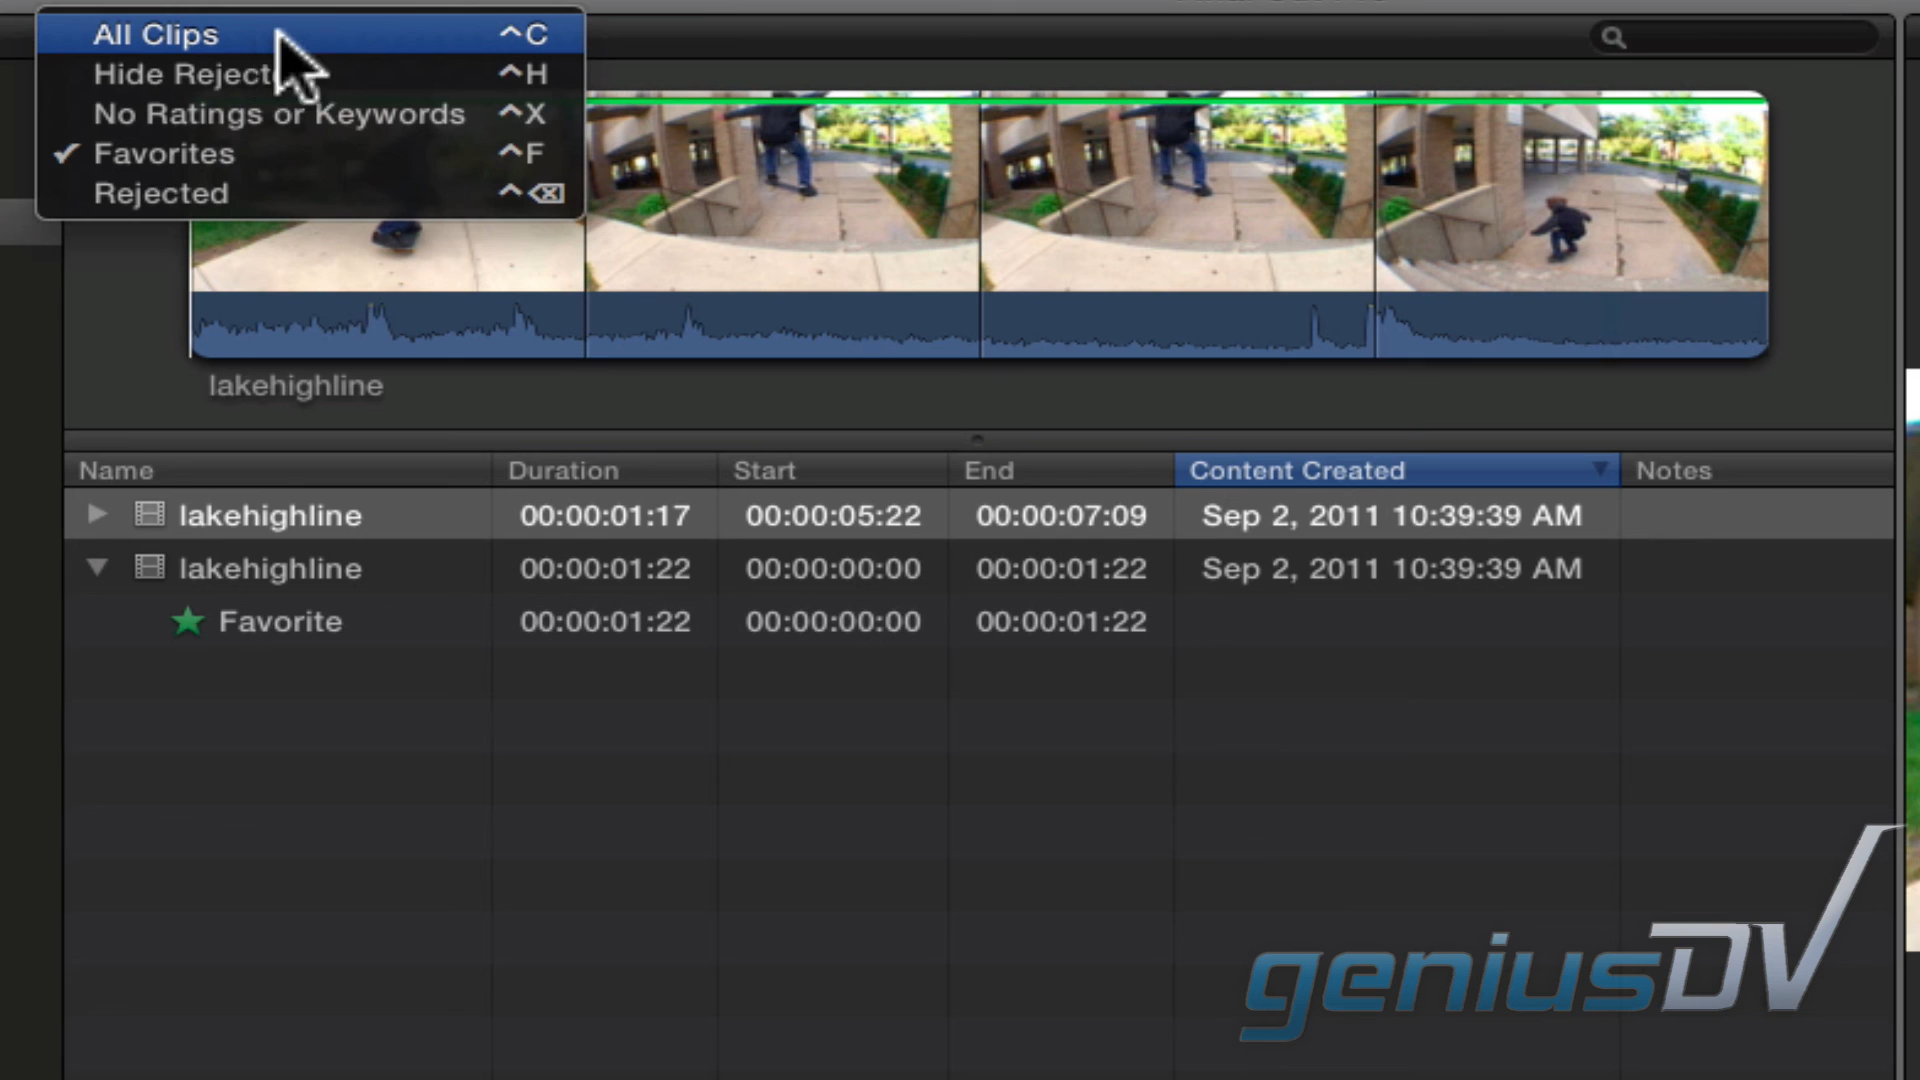 All Clips ^C
Hide Reject ^H
No Ratings or Keywords ^X
✓ Favorites ^F
Rejected ^⌫
lakehighline
Name Duration Start End Content Created Notes
lakehighline 00:00:01:17 00:00:05:22 00:00:07:09 Sep 2, 2011 10:39:39 AM
lakehighline 00:00:01:22 00:00:00:00 00:00:01:22 Sep 2, 2011 10:39:39 AM
Favorite 00:00:01:22 00:00:00:00 00:00:01:22
geniusDV